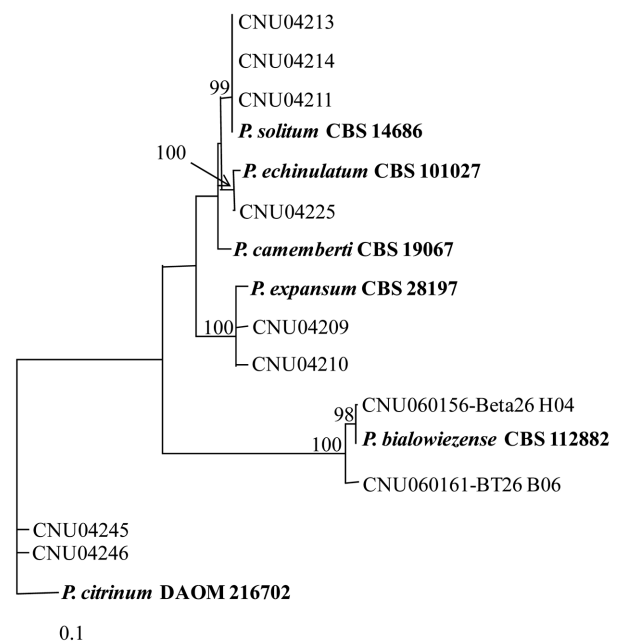 CNU04213
CNU04214
99
CNU04211
P. solitum CBS 14686
100
P. echinulatum CBS 101027
CNU04225
P. camemberti CBS 19067
P. expansum CBS 28197
100
CNU04209
CNU04210
CNU060156-Beta26 H04
98
P. bialowiezense CBS 112882
100
CNU060161-BT26 B06
CNU04245
CNU04246
P. citrinum DAOM 216702
0.1